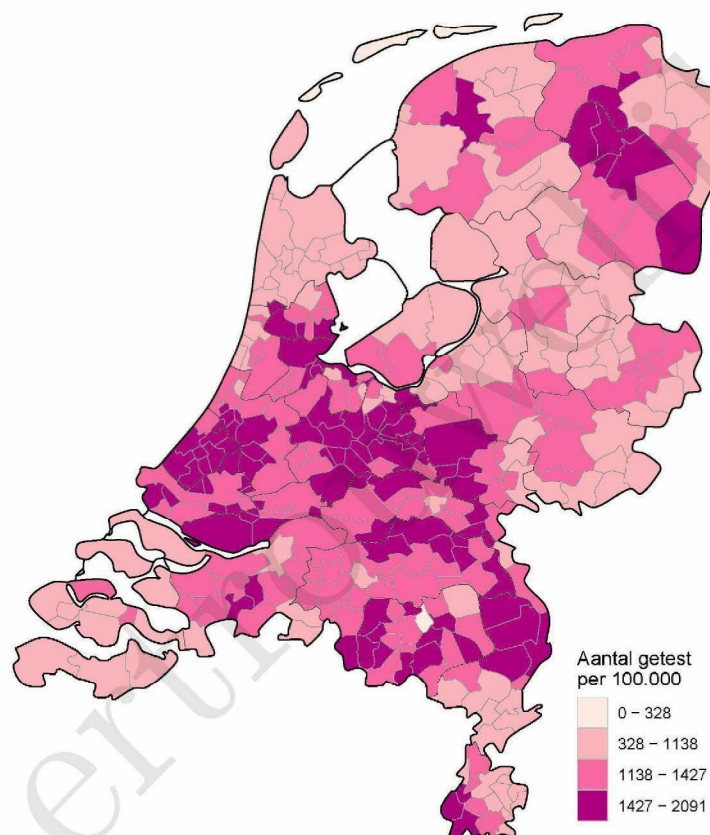 Aantal getest
per 100.000
0 – 328
328 – 1138
1138 – 1427
1427 – 2091